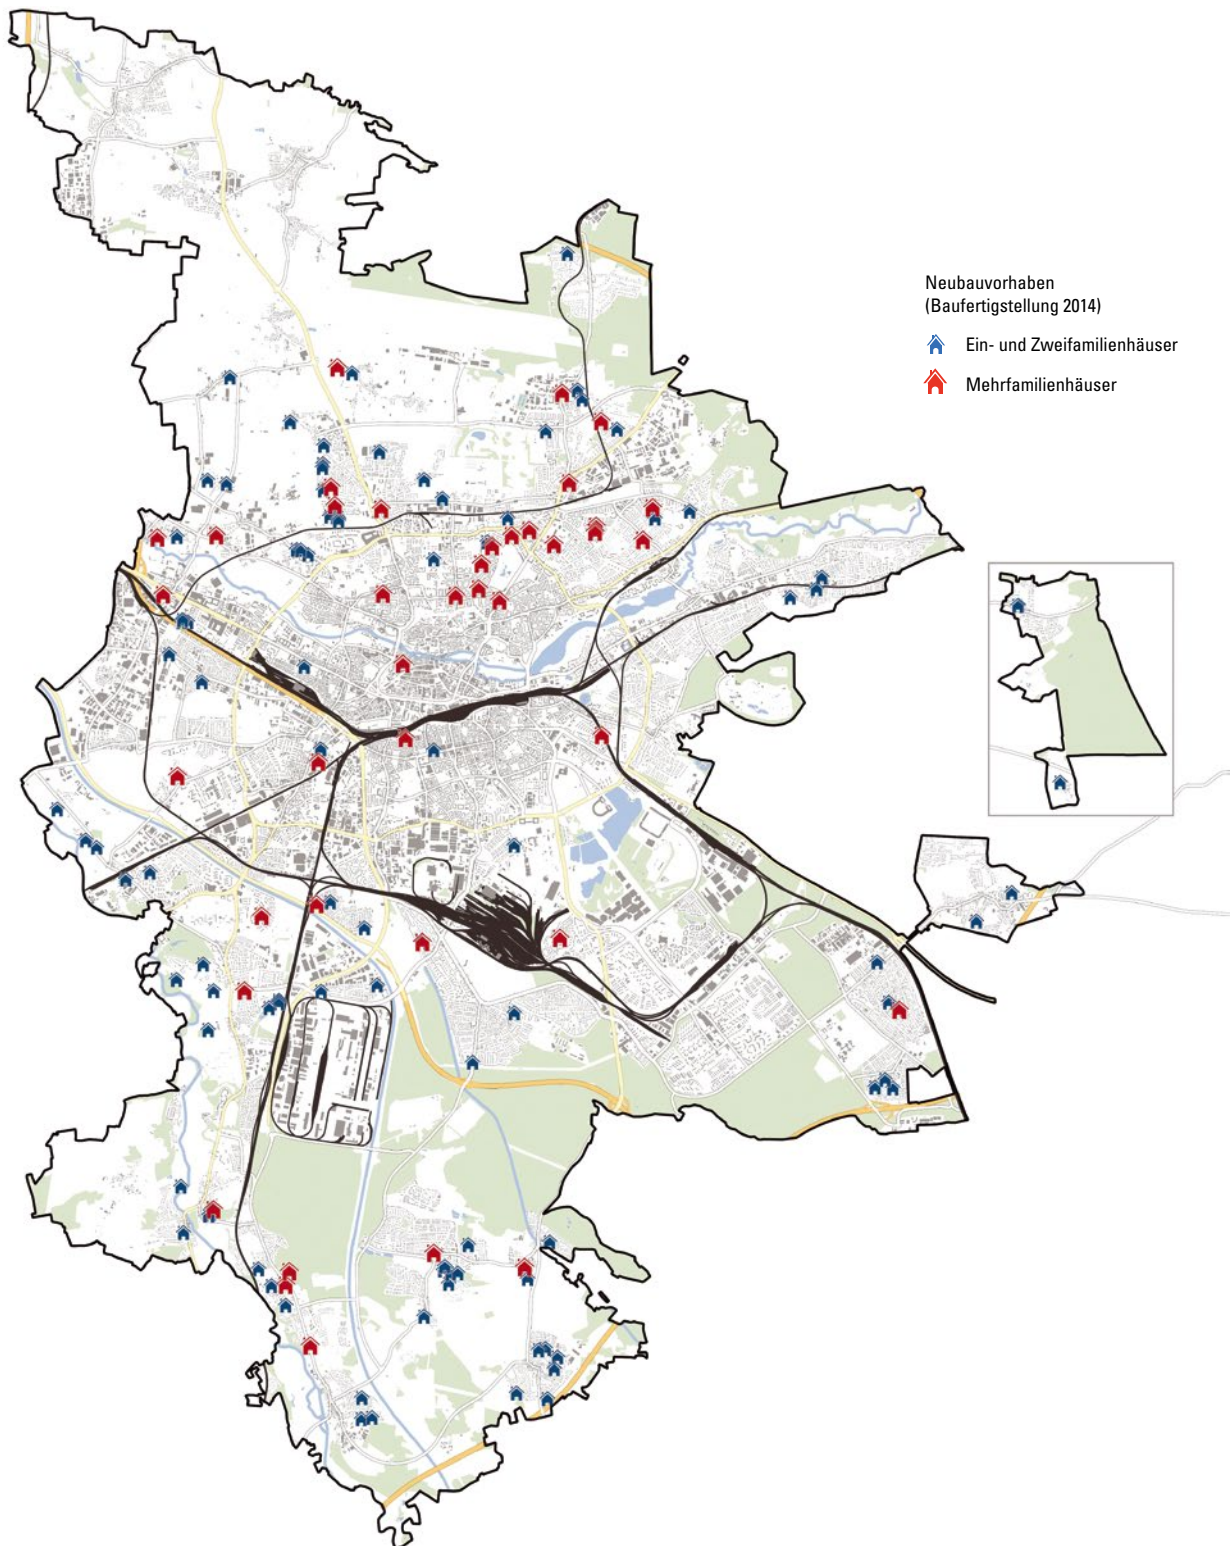 Neubauvorhaben
(Baufertigstellung 2014)
Ein- und Zweifamilienhäuser
Mehrfamilienhäuser